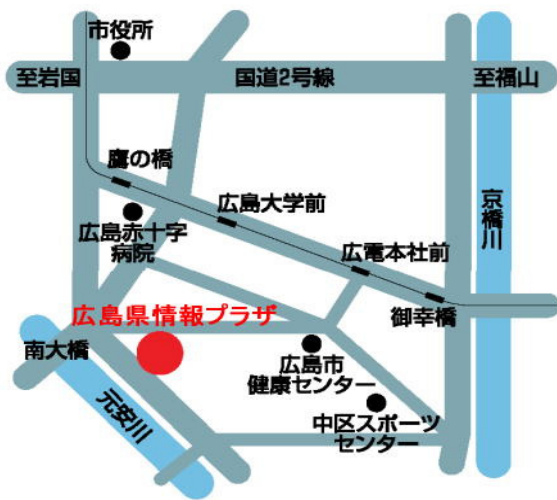 市役所
至岩国
国道2号線
至福山
鷹の橋
広島大学前
京橋川
広島赤十字
病院
広電本社前
広島県情報プラザ
御幸橋
南大橋
広島市
健康センター
元安川
中区スポーツ
センター